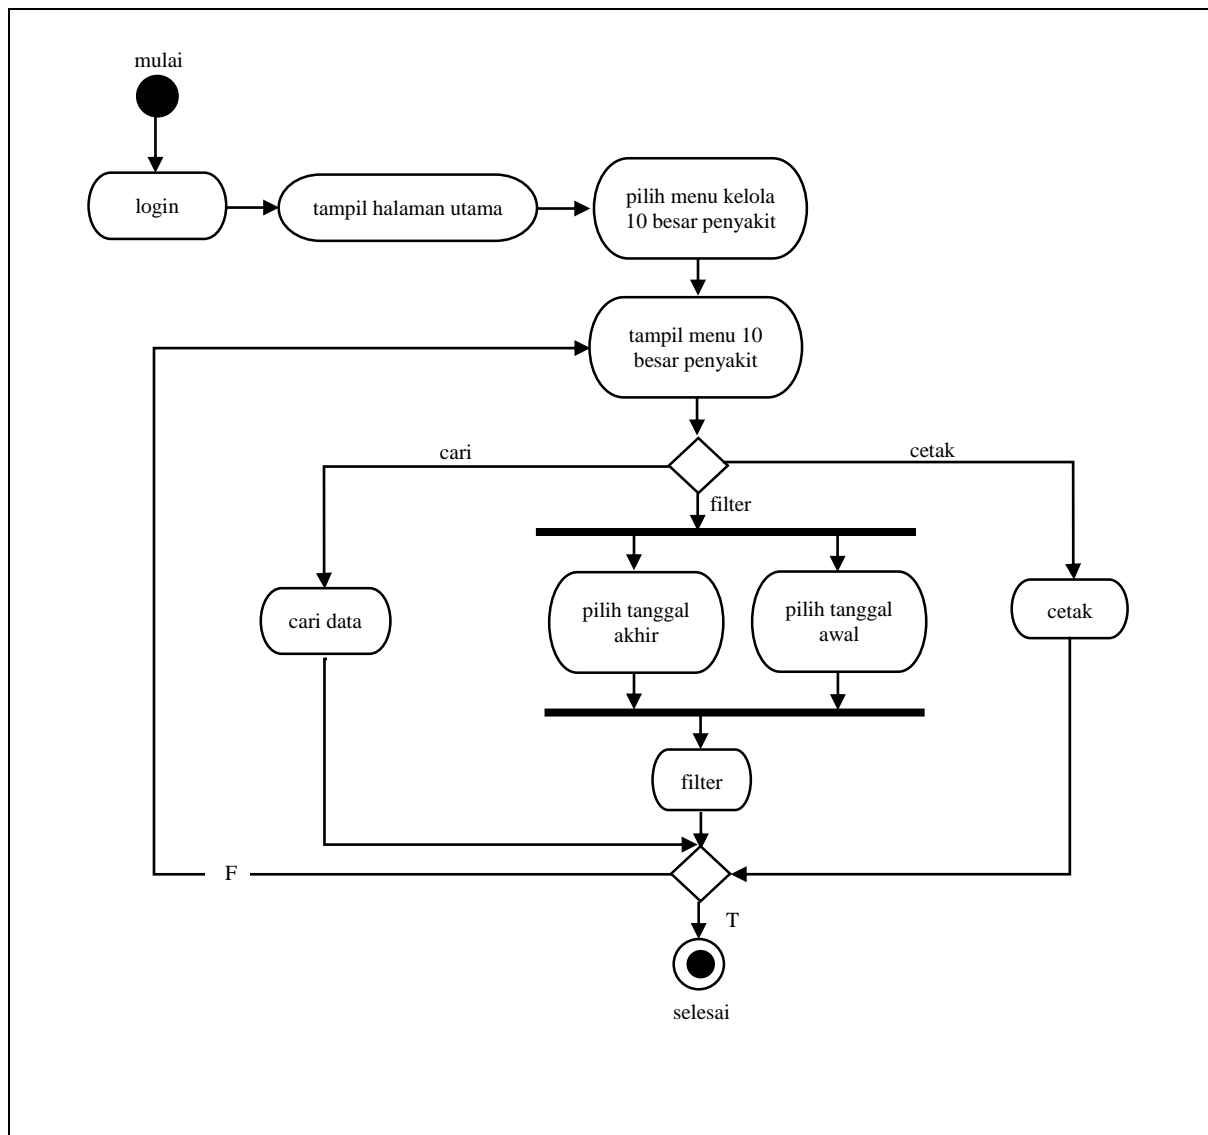 mulai
login
tampil halaman utama
pilih menu kelola
10 besar penyakit
tampil menu 10
besar penyakit
cari
cetak
filter
cari data
pilih tanggal
akhir
pilih tanggal
awal
cetak
filter
F
T
selesai